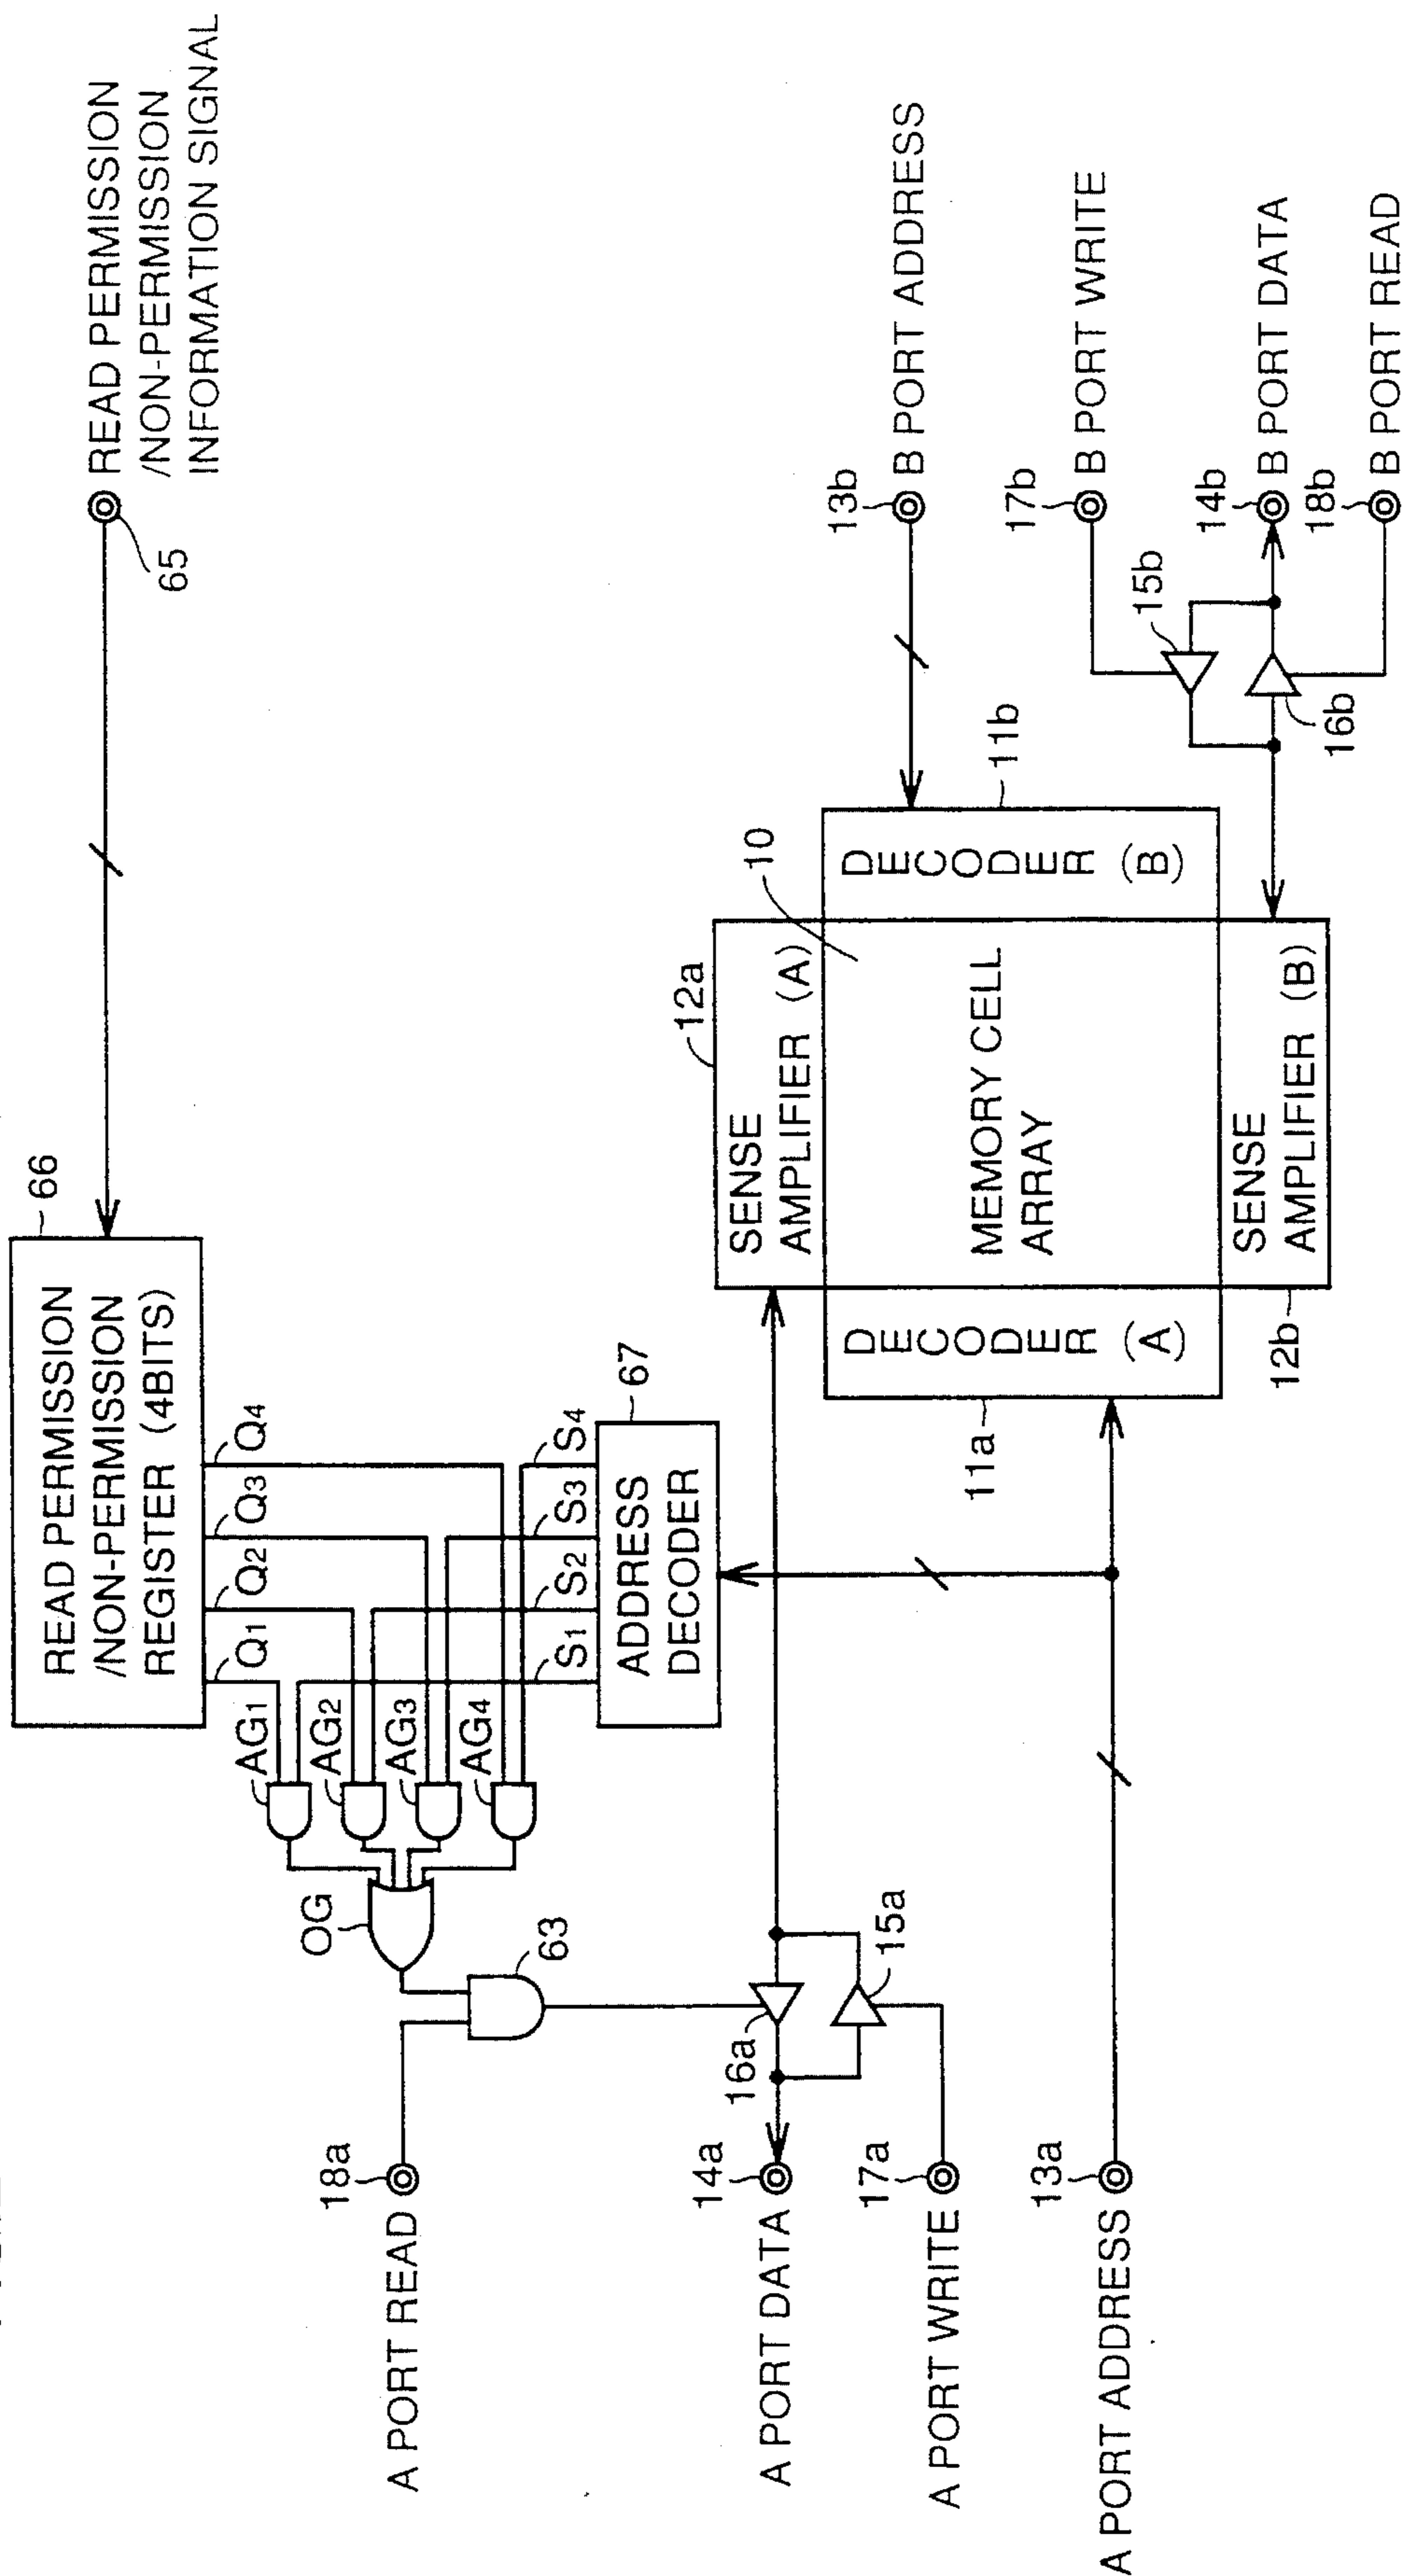 READ PERMISSION
/NON-PERMISSION
INFORMATION SIGNAL
65
66
READ PERMISSION
/NON-PERMISSION
REGISTER (4BITS)
Q1
Q2
Q3
Q4
AG1
AG2
AG3
AG4
OG
S1
S2
S3
S4
67
ADDRESS
DECODER
63
18a
A PORT READ
16a
15a
14a
A PORT DATA
17a
A PORT WRITE
13a
A PORT ADDRESS
12a
SENSE
AMPLIFIER (A)
10
MEMORY CELL
ARRAY
DECODER (A)
11a
DECODER (B)
11b
SENSE
AMPLIFIER (B)
12b
13b
B PORT ADDRESS
17b
B PORT WRITE
15b
14b
B PORT DATA
16b
18b
B PORT READ